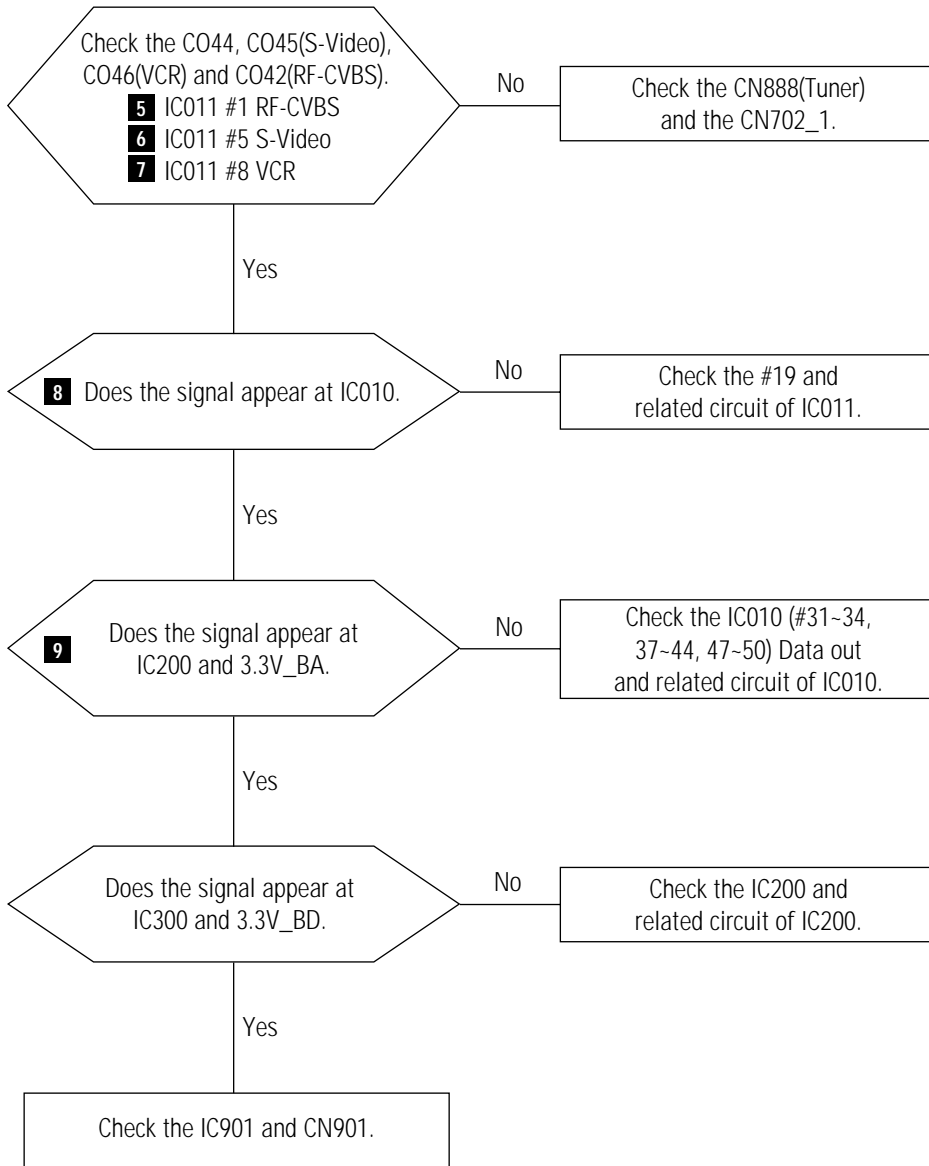 Check the CO44, CO45(S-Video),
CO46(VCR) and CO42(RF-CVBS).
5 IC011 #1 RF-CVBS
6 IC011 #5 S-Video
7 IC011 #8 VCR
No
Check the CN888(Tuner)
and the CN702_1.
Yes
8 Does the signal appear at IC010.
No
Check the #19 and
related circuit of IC011.
Yes
9 Does the signal appear at
IC200 and 3.3V_BA.
No
Check the IC010 (#31~34,
37~44, 47~50) Data out
and related circuit of IC010.
Yes
Does the signal appear at
IC300 and 3.3V_BD.
No
Check the IC200 and
related circuit of IC200.
Yes
Check the IC901 and CN901.